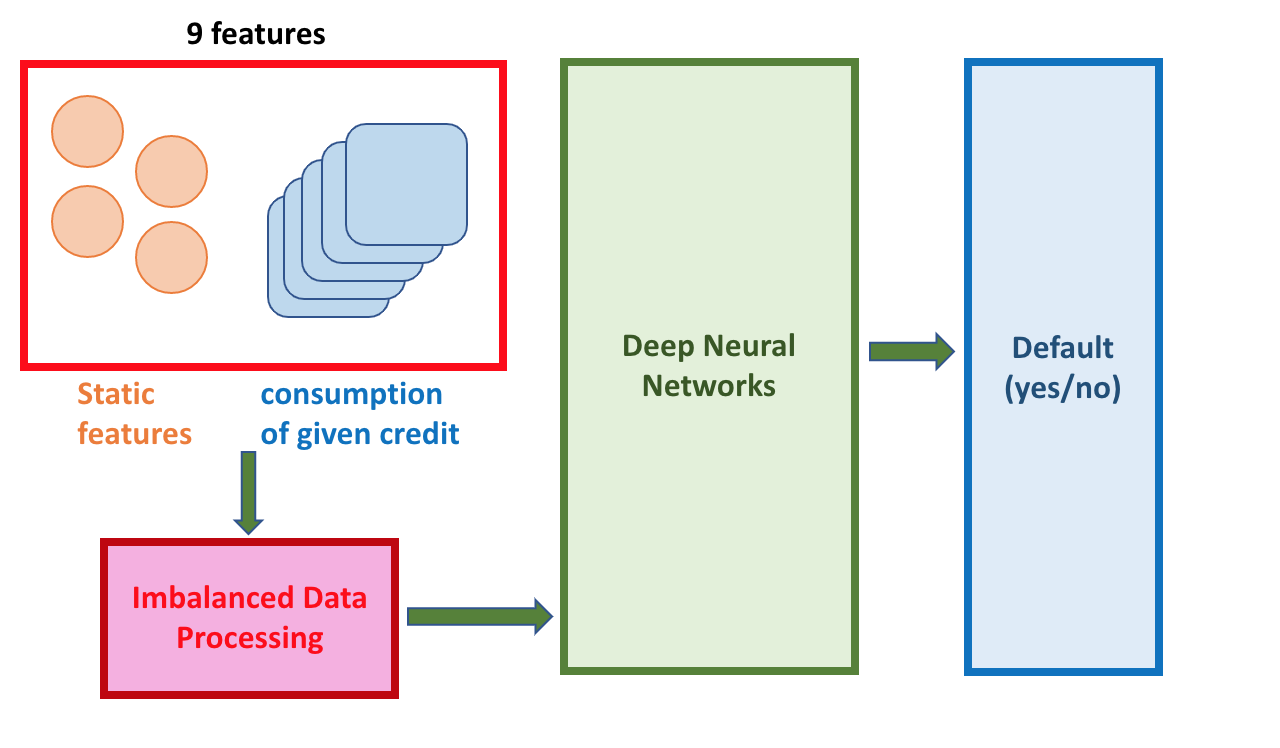 9 features
Static
features
consumption
of given credit
Imbalanced Data
Processing
Deep Neural
Networks
Default
(yes/no)